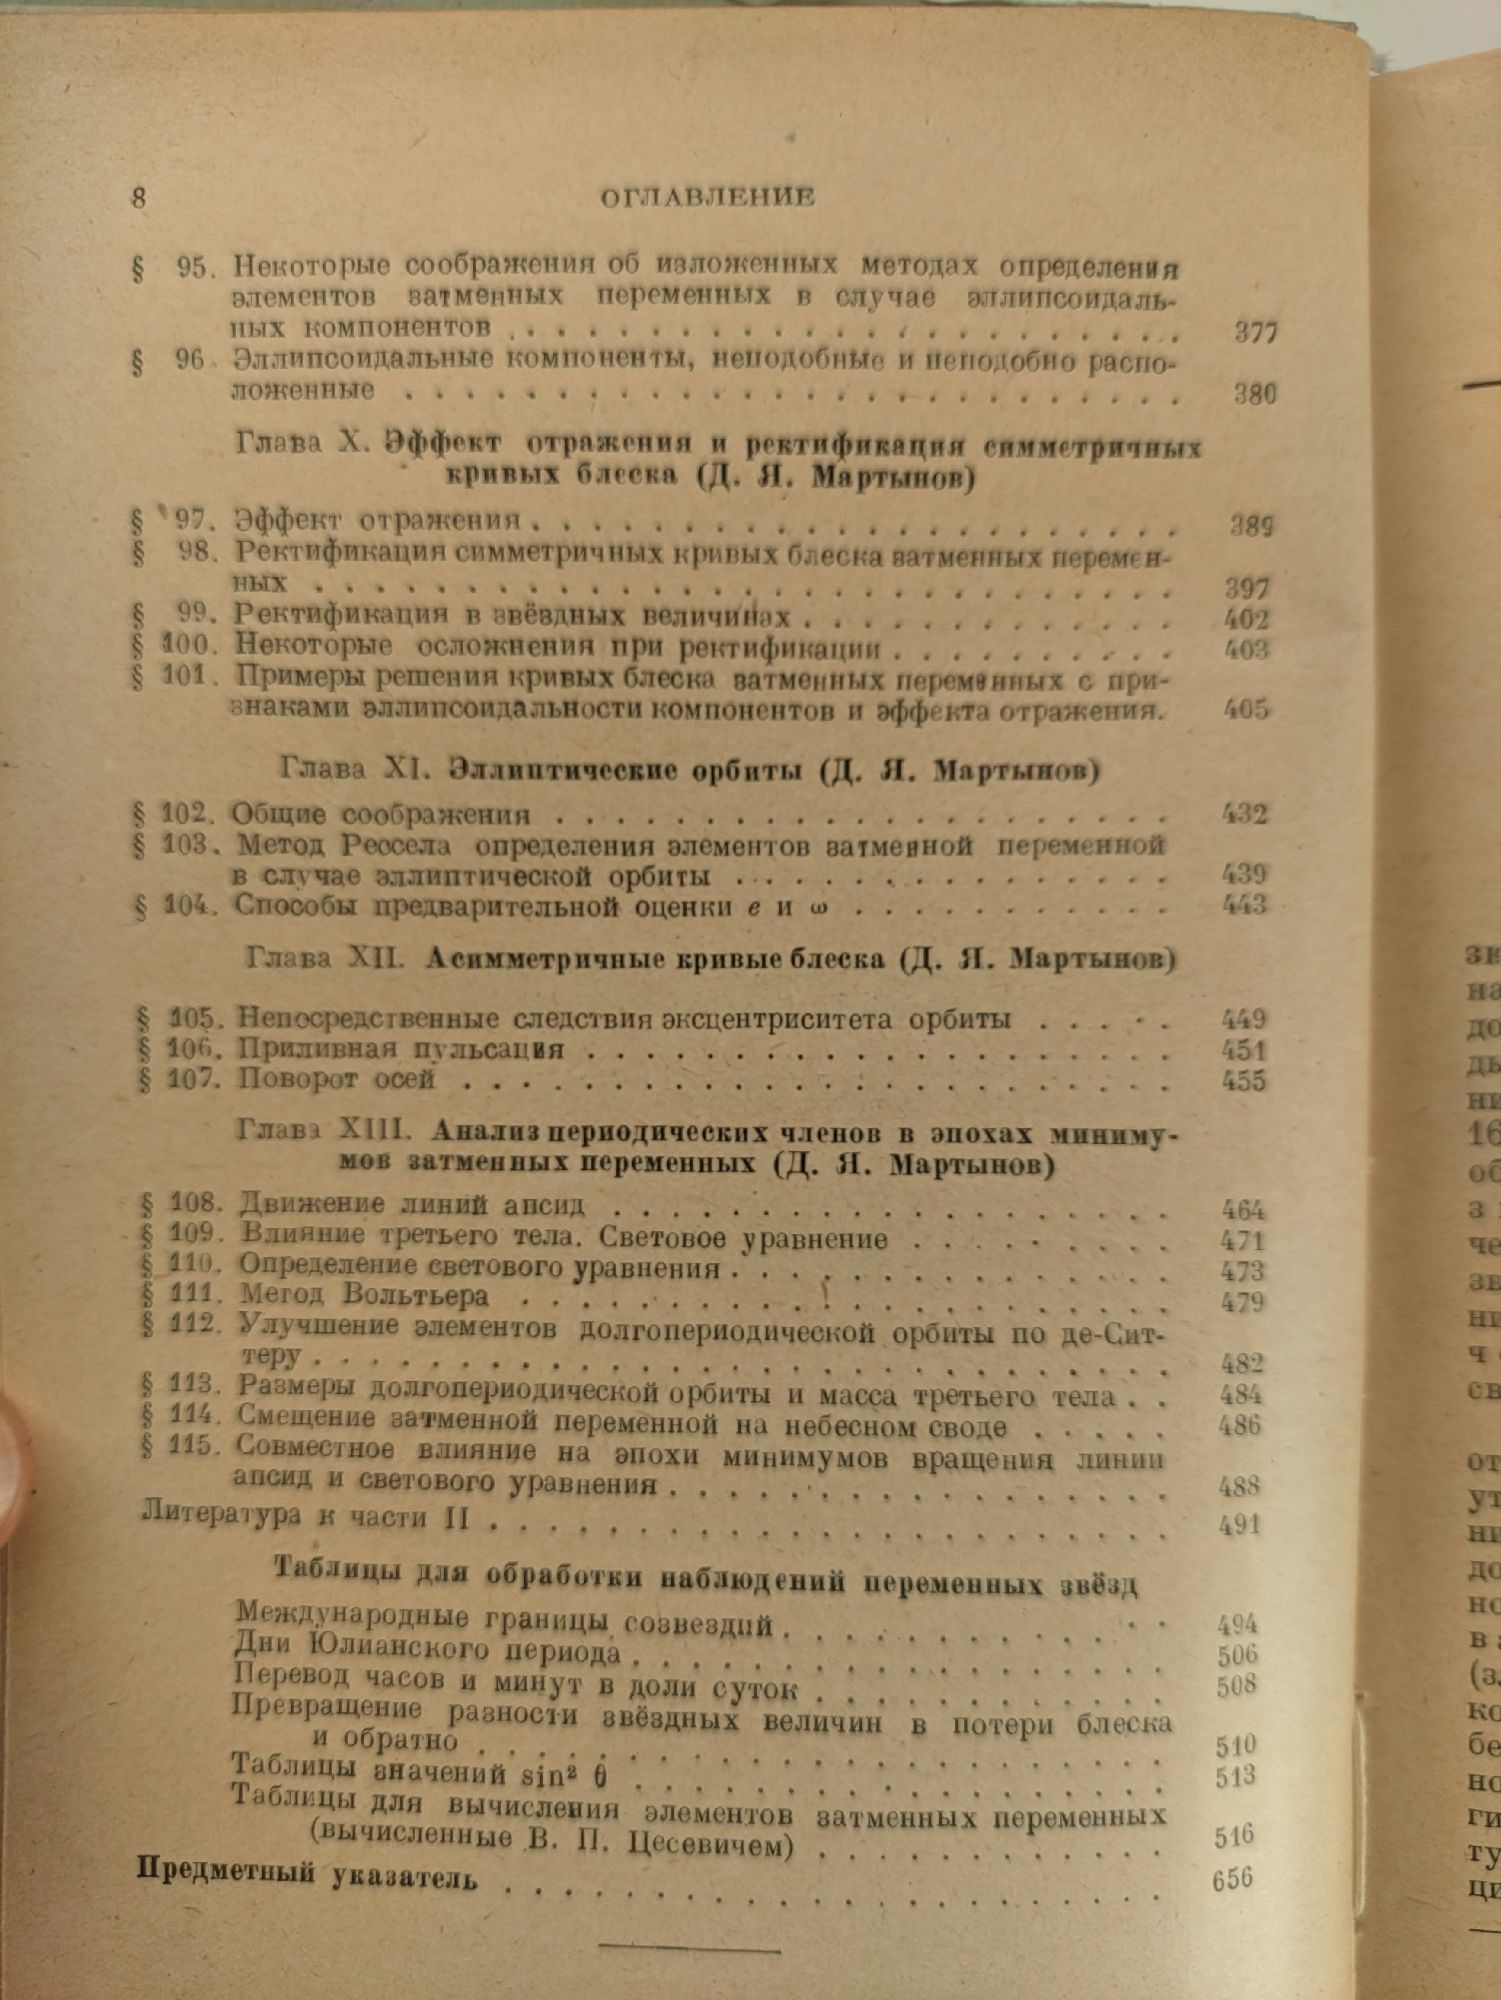 8 ОГЛАВЛЕНИЕ
§ 95. Некоторые соображения об изложенных методах определения
элементов затменных переменных в случае эллипсоидаль-
ных компонентов . . . . . . . . . . . . . . . . . . . . . . 377
§ 96. Эллипсоидальные компоненты, неподобные и неподобно распо-
ложенные . . . . . . . . . . . . . . . . . . . . . . . . . . 380
Глава X. Эффект отражения и ректификация симметричных
кривых блеска (Д. Я. Мартынов)
§ 97. Эффект отражения . . . . . . . . . . . . . . . . . . . . . . 389
§ 98. Ректификация симметричных кривых блеска затменных перемен-
ных . . . . . . . . . . . . . . . . . . . . . . . . . . . . . 397
§ 99. Ректификация в звёздных величинах . . . . . . . . . . . . . 402
§ 100. Некоторые осложнения при ректификации . . . . . . . . . . 403
§ 101. Примеры решения кривых блеска затменных переменных с при-
знаками эллипсоидальности компонентов и эффекта отражения. 405
Глава XI. Эллиптические орбиты (Д. Я. Мартынов)
§ 102. Общие соображения . . . . . . . . . . . . . . . . . . . . . 432
§ 103. Метод Рессела определения элементов затменной переменной
в случае эллиптической орбиты . . . . . . . . . . . . . . . 439
§ 104. Способы предварительной оценки e и ω . . . . . . . . . . . 443
Глава XII. Асимметричные кривые блеска (Д. Я. Мартынов)
§ 105. Непосредственные следствия эксцентриситета орбиты . . . . . 449
§ 106. Приливная пульсация . . . . . . . . . . . . . . . . . . . . 451
§ 107. Поворот осей . . . . . . . . . . . . . . . . . . . . . . . . 455
Глава XIII. Анализ периодических членов в эпохах миниму-
мов затменных переменных (Д. Я. Мартынов)
§ 108. Движение линий апсид . . . . . . . . . . . . . . . . . . . 464
§ 109. Влияние третьего тела. Световое уравнение . . . . . . . . . 471
§ 110. Определение светового уравнения . . . . . . . . . . . . . . 473
§ 111. Метод Вольтьера . . . . . . . . . . . . . . . . . . . . . . 479
§ 112. Улучшение элементов долгопериодической орбиты по де-Сит-
теру . . . . . . . . . . . . . . . . . . . . . . . . . . . . 482
§ 113. Размеры долгопериодической орбиты и масса третьего тела . . 484
§ 114. Смещение затменной переменной на небесном своде . . . . . 486
§ 115. Совместное влияние на эпохи минимумов вращения линии
апсид и светового уравнения . . . . . . . . . . . . . . . . . 488
Литература к части II . . . . . . . . . . . . . . . . . . . . . . 491
Таблицы для обработки наблюдений переменных звёзд
Международные границы созвездий . . . . . . . . . . . . . 494
Дни Юлианского периода . . . . . . . . . . . . . . . . . . 506
Перевод часов и минут в доли суток . . . . . . . . . . . . 508
Превращение разности звёздных величин в потери блеска
и обратно . . . . . . . . . . . . . . . . . . . . . . . 510
Таблицы значений sin² θ . . . . . . . . . . . . . . . . . . 513
Таблицы для вычисления элементов затменных переменных
(вычисленные В. П. Цесевичем) . . . . . . . . . . . . 516
Предметный указатель . . . . . . . . . . . . . . . . . . . . . . 656